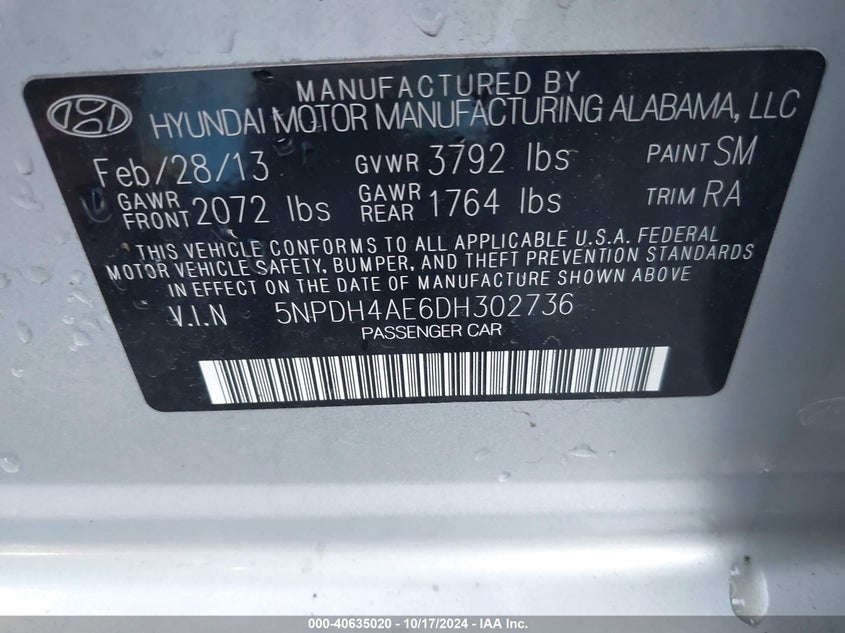 MANUFACTURED BY
HYUNDAI MOTOR MANUFACTURING ALABAMA, LLC
Feb/28/13 GVWR 3792 lbs PAINT SM
GAWR FRONT 2072 lbs GAWR REAR 1764 lbs TRIM RA
THIS VEHICLE CONFORMS TO ALL APPLICABLE U.S.A. FEDERAL
MOTOR VEHICLE SAFETY, BUMPER, AND THEFT PREVENTION STANDARDS
IN EFFECT ON THE DATE OF MANUFACTURE SHOWN ABOVE.
V.I.N 5NPDH4AE6DH302736
PASSENGER CAR
000-40635020 - 10/17/2024 - IAA Inc.